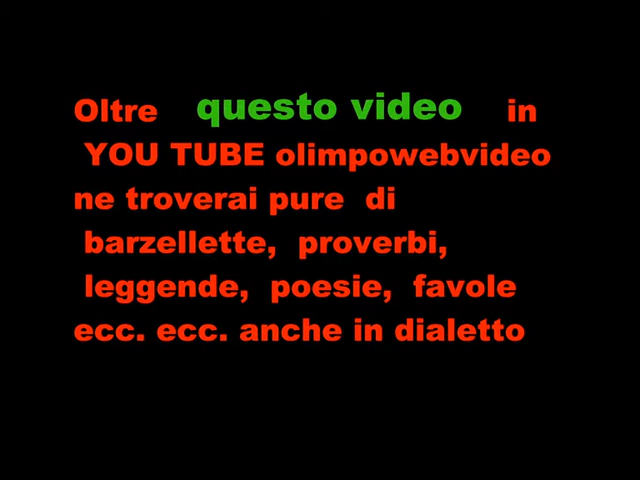 Oltre questo video in
YOU TUBE olimpowebvideo
ne troverai pure di
barzellette, proverbi,
leggende, poesie, favole
ecc. ecc. anche in dialetto